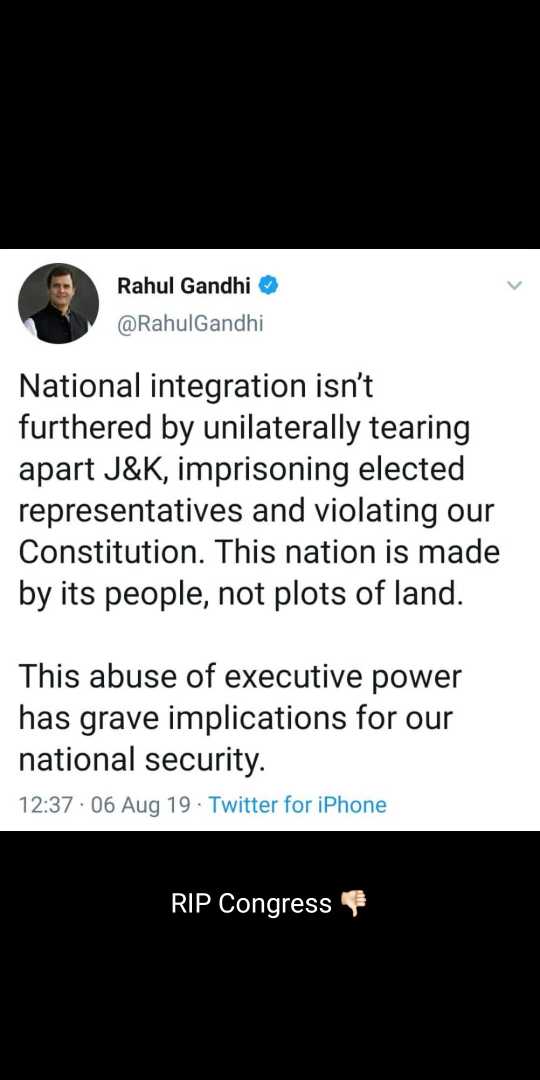 Rahul Gandhi
@RahulGandhi
National integration isn't
furthered by unilaterally tearing
apart J&K, imprisoning elected
representatives and violating our
Constitution. This nation is made
by its people, not plots of land.
This abuse of executive power
has grave implications for our
national security.
12:37 · 06 Aug 19 · Twitter for iPhone
RIP Congress 👎🏻